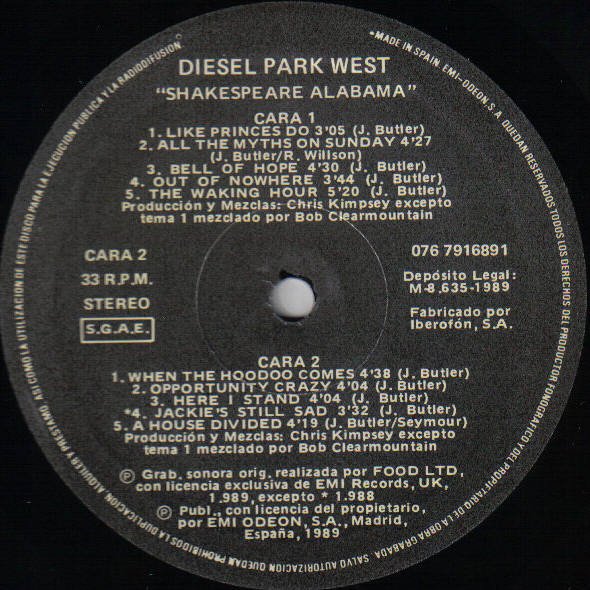 DIESEL PARK WEST
"SHAKESPEARE ALABAMA"
CARA 1
1. LIKE PRINCES DO 3'05 (J. Butler)
2. ALL THE MYTHS ON SUNDAY 4'27
(J. Butler/R. Willson)
3. BELL OF HOPE 4'30 (J. Butler)
4. OUT OF NOWHERE 3'44 (J. Butler)
5. THE WAKING HOUR 5'20 (J. Butler)
Producción y Mezclas: Chris Kimpsey excepto
tema 1 mezclado por Bob Clearmountain
CARA 2
33 R.P.M.
STEREO
S.G.A.E.
076 7916891
Depósito Legal:
M-8,635-1989
Fabricado por
Iberofón, S.A.
CARA 2
1. WHEN THE HOODOO COMES 4'38 (J. Butler)
2. OPPORTUNITY CRAZY 4'04 (J. Butler)
3. HERE I STAND 4'04 (J. Butler)
*4. JACKIE'S STILL SAD 3'32 (J. Butler)
5. A HOUSE DIVIDED 4'19 (J. Butler/Seymour)
Producción y Mezclas: Chris Kimpsey excepto
tema 1 mezclado por Bob Clearmountain
Ⓟ Grab. sonora orig. realizada por FOOD LTD,
con licencia exclusiva de EMI Records, UK,
1.989, excepto * 1.988
Ⓟ Publ., con licencia del propietario,
por EMI ODEON, S.A., Madrid,
España, 1989
*MADE IN SPAIN. EMI-ODEON, S.A. QUEDAN RESERVADOS TODOS LOS DERECHOS DEL PRODUCTOR FONOGRAFICO Y DEL PROPIETARIO DE LA OBRA GRABADA. SALVO AUTORIZACION QUEDAN PROHIBIDOS LA DUPLICACION, ALQUILER Y PRESTAMO, ASI COMO LA UTILIZACION DE ESTE DISCO PARA LA EJECUCION PUBLICA Y LA RADIODIFUSION